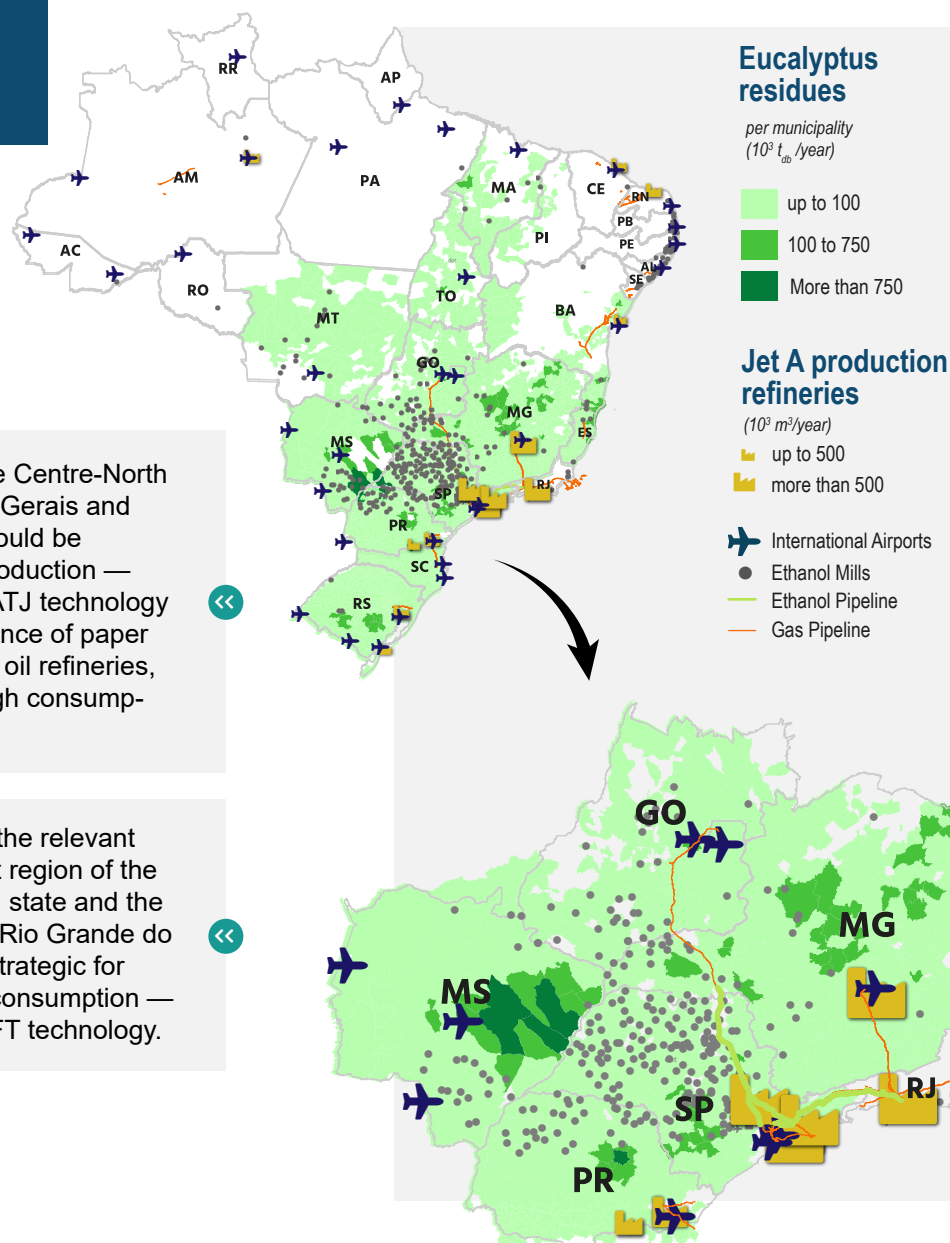 Eucalyptus
residues
per municipality
(10³ t_db /year)
up to 100
100 to 750
More than 750
Jet A production
refineries
(10³ m³/year)
up to 500
more than 500
International Airports
Ethanol Mills
Ethanol Pipeline
Gas Pipeline
RR
AP
AM
PA
MA
CE
RN
PB
PI
PE
AC
AL
SE
RO
TO
BA
MT
GO
MG
ES
MS
SP
RJ
PR
SC
RS
e Centre-North
Gerais and
ould be
oduction —
ATJ technology
nce of paper
oil refineries,
gh consump-
the relevant
t region of the
state and the
Rio Grande do
trategic for
consumption —
FT technology.
GO
MG
MS
SP
RJ
PR